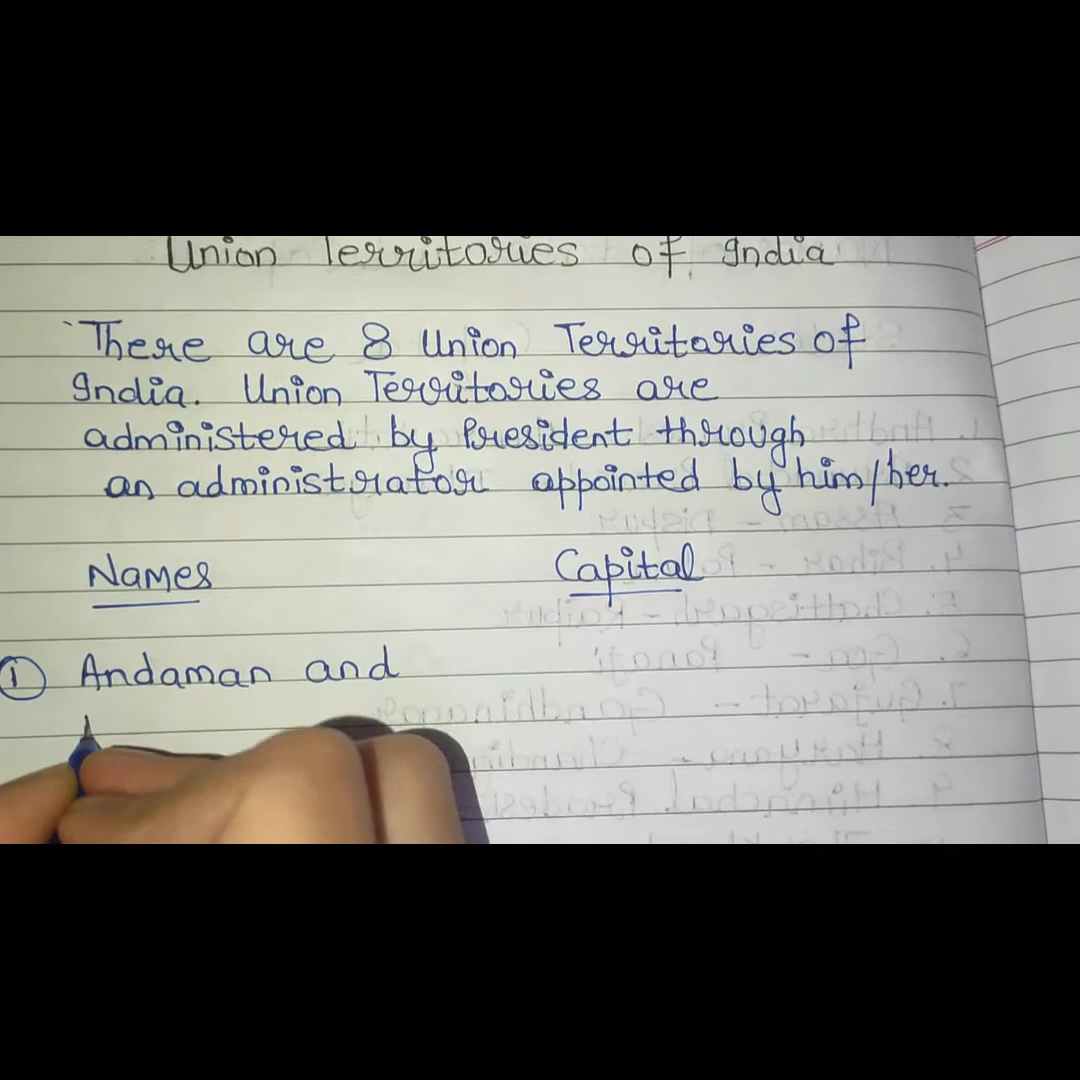 Union Territories of India
There are 8 Union Territories of
India. Union Territories are
administered by President through
an administrator appointed by him/her.
Names Capital
1 Andaman and